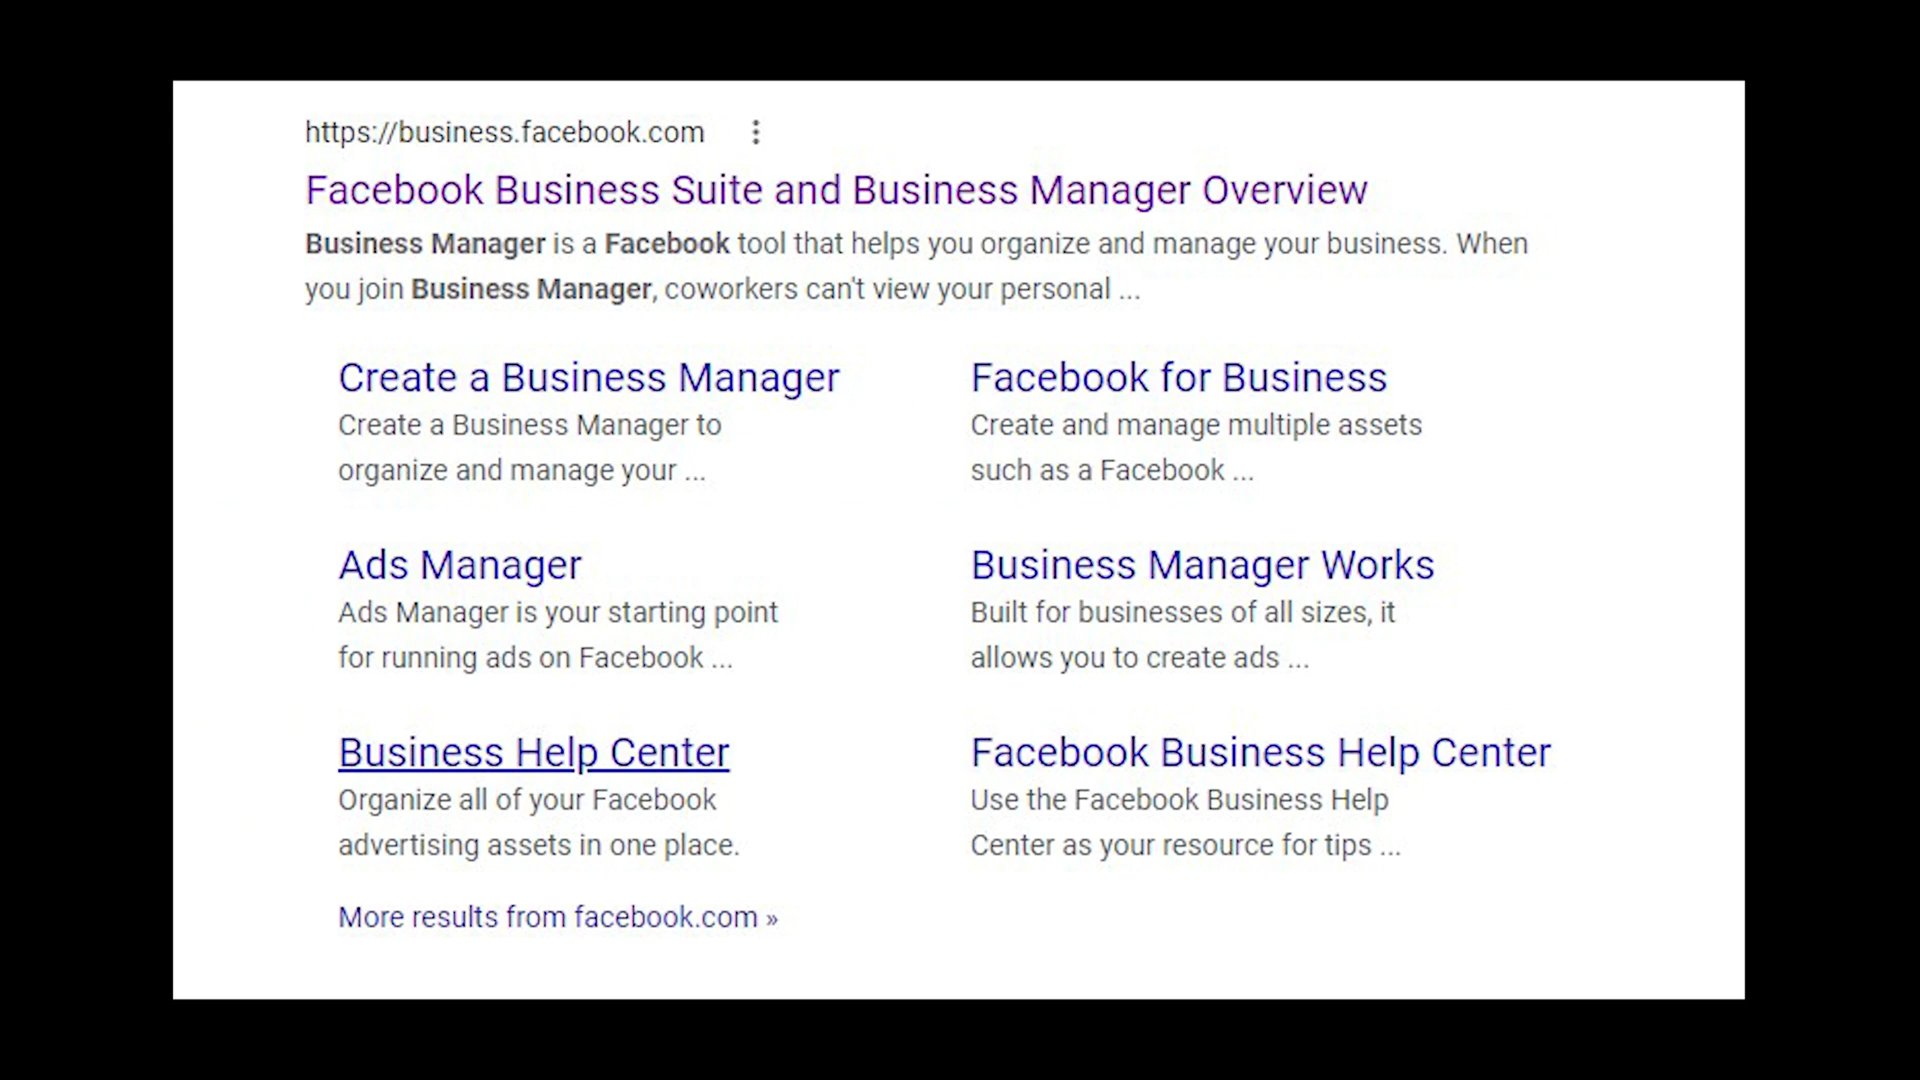 https://business.facebook.com
Facebook Business Suite and Business Manager Overview
Business Manager is a Facebook tool that helps you organize and manage your business. When
you join Business Manager, coworkers can't view your personal ...
Create a Business Manager
Create a Business Manager to
organize and manage your ...
Facebook for Business
Create and manage multiple assets
such as a Facebook ...
Ads Manager
Ads Manager is your starting point
for running ads on Facebook ...
Business Manager Works
Built for businesses of all sizes, it
allows you to create ads ...
Business Help Center
Organize all of your Facebook
advertising assets in one place.
Facebook Business Help Center
Use the Facebook Business Help
Center as your resource for tips ...
More results from facebook.com »